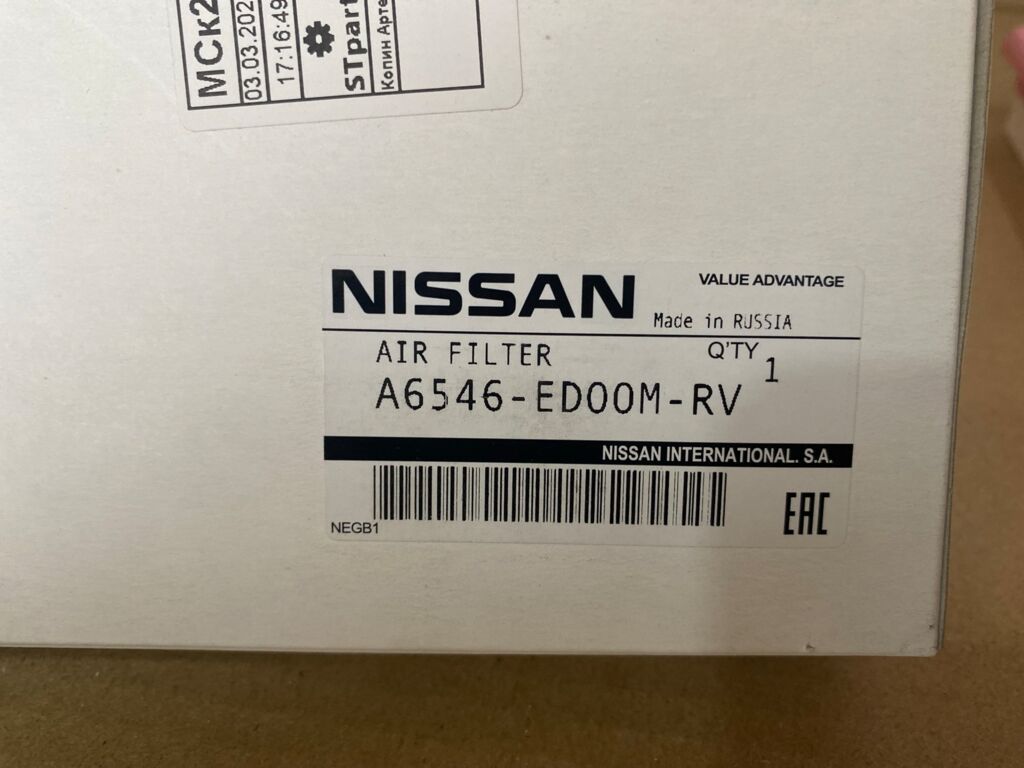 МСк2
03.03.202
17:16:49
STpart
Копин Арте
NISSAN
VALUE ADVANTAGE
Made in RUSSIA
AIR FILTER
Q'TY 1
A6546-ED00M-RV
NISSAN INTERNATIONAL. S.A.
NEGB1
EAC